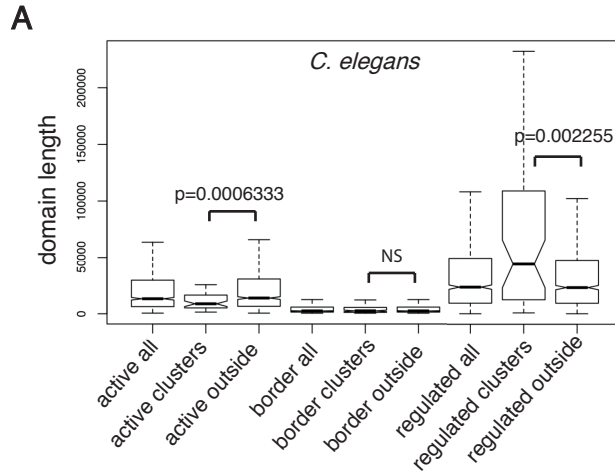 A
C. elegans
domain length
200000
150000
100000
50000
0
p=0.0006333
NS
p=0.002255
active all
active clusters
active outside
border all
border clusters
border outside
regulated all
regulated clusters
regulated outside